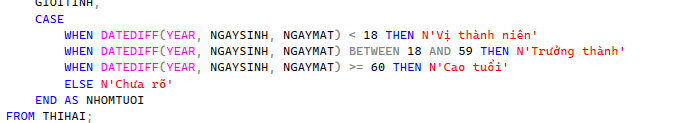 GIOITINH,
CASE
WHEN DATEDIFF(YEAR, NGAYSINH, NGAYMAT) < 18 THEN N'Vị thành niên'
WHEN DATEDIFF(YEAR, NGAYSINH, NGAYMAT) BETWEEN 18 AND 59 THEN N'Trưởng thành'
WHEN DATEDIFF(YEAR, NGAYSINH, NGAYMAT) >= 60 THEN N'Cao tuổi'
ELSE N'Chưa rõ'
END AS NHOMTUOI
FROM THIHAI;